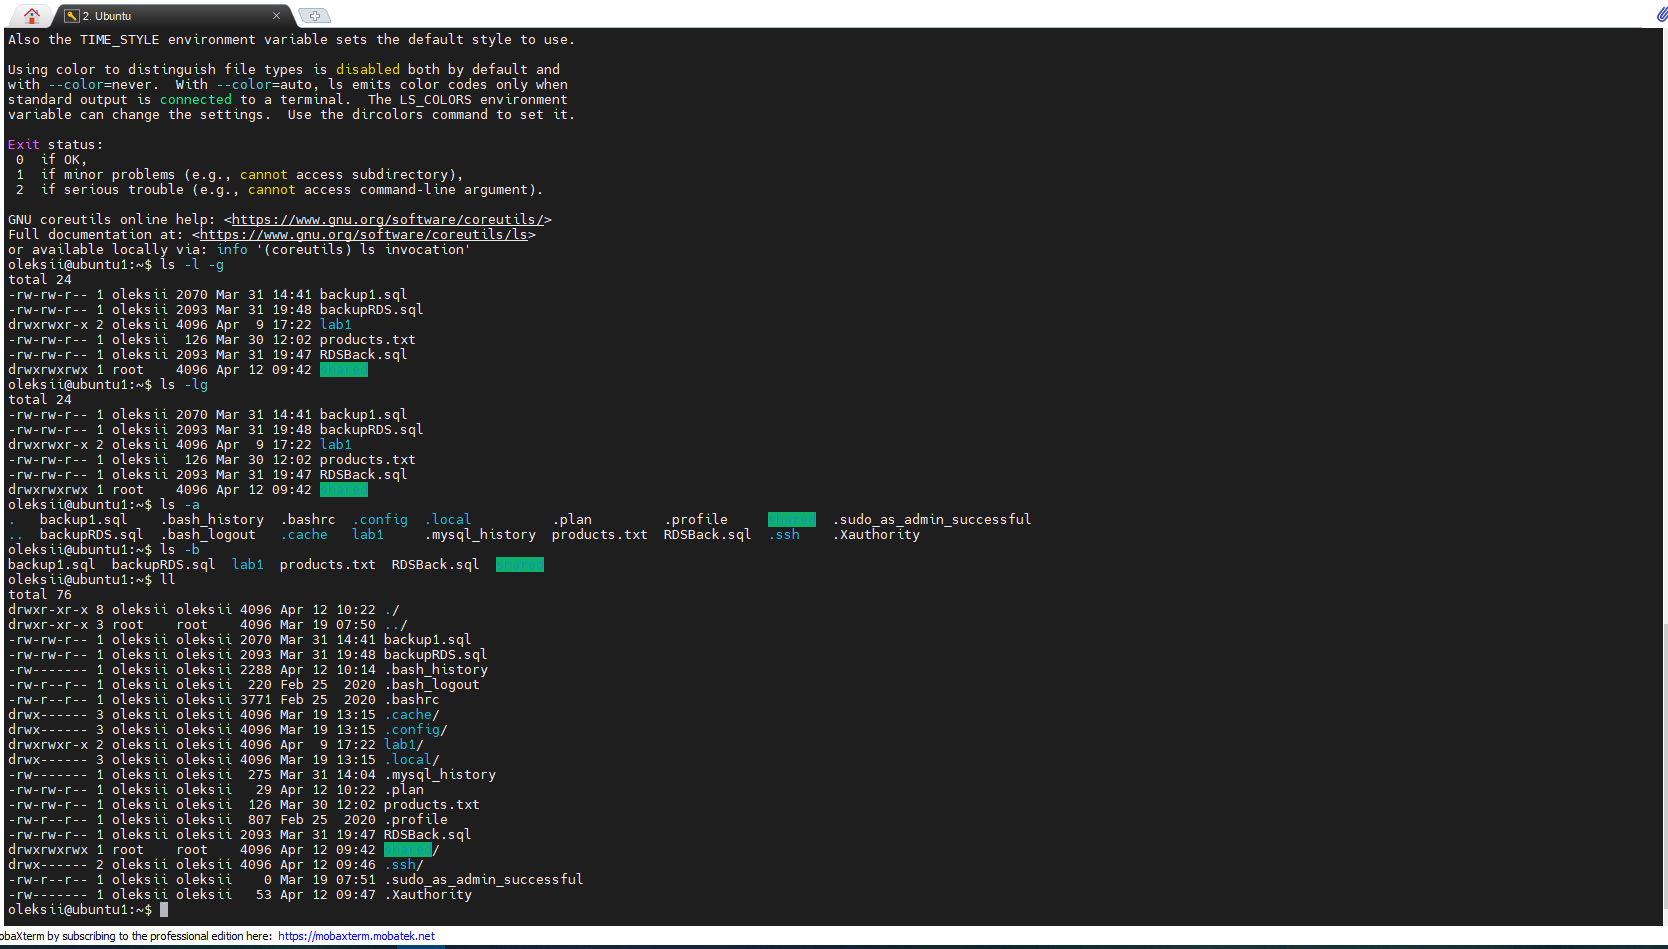 2. Ubuntu
Also the TIME_STYLE environment variable sets the default style to use.
Using color to distinguish file types is disabled both by default and
with --color=never.  With --color=auto, ls emits color codes only when
standard output is connected to a terminal.  The LS_COLORS environment
variable can change the settings.  Use the dircolors command to set it.
Exit status:
 0  if OK,
 1  if minor problems (e.g., cannot access subdirectory),
 2  if serious trouble (e.g., cannot access command-line argument).
GNU coreutils online help: <https://www.gnu.org/software/coreutils/>
Full documentation at: <https://www.gnu.org/software/coreutils/ls>
or available locally via: info '(coreutils) ls invocation'
oleksii@ubuntu1:~$ ls -l -g
total 24
-rw-rw-r-- 1 oleksii 2070 Mar 31 14:41 backup1.sql
-rw-rw-r-- 1 oleksii 2093 Mar 31 19:48 backupRDS.sql
drwxrwxr-x 2 oleksii 4096 Apr  9 17:22 lab1
-rw-rw-r-- 1 oleksii  126 Mar 30 12:02 products.txt
-rw-rw-r-- 1 oleksii 2093 Mar 31 19:47 RDSBack.sql
drwxrwxrwx 1 root    4096 Apr 12 09:42
oleksii@ubuntu1:~$ ls -lg
total 24
-rw-rw-r-- 1 oleksii 2070 Mar 31 14:41 backup1.sql
-rw-rw-r-- 1 oleksii 2093 Mar 31 19:48 backupRDS.sql
drwxrwxr-x 2 oleksii 4096 Apr  9 17:22 lab1
-rw-rw-r-- 1 oleksii  126 Mar 30 12:02 products.txt
-rw-rw-r-- 1 oleksii 2093 Mar 31 19:47 RDSBack.sql
drwxrwxrwx 1 root    4096 Apr 12 09:42
oleksii@ubuntu1:~$ ls -a
.   backup1.sql    .bash_history  .bashrc  .config  .local          .plan         .profile              .sudo_as_admin_successful
..  backupRDS.sql  .bash_logout   .cache   lab1     .mysql_history  products.txt  RDSBack.sql  .ssh    .Xauthority
oleksii@ubuntu1:~$ ls -b
backup1.sql  backupRDS.sql  lab1  products.txt  RDSBack.sql
oleksii@ubuntu1:~$ ll
total 76
drwxr-xr-x 8 oleksii oleksii 4096 Apr 12 10:22 ./
drwxr-xr-x 3 root    root    4096 Mar 19 07:50 ../
-rw-rw-r-- 1 oleksii oleksii 2070 Mar 31 14:41 backup1.sql
-rw-rw-r-- 1 oleksii oleksii 2093 Mar 31 19:48 backupRDS.sql
-rw------- 1 oleksii oleksii 2288 Apr 12 10:14 .bash_history
-rw-r--r-- 1 oleksii oleksii  220 Feb 25  2020 .bash_logout
-rw-r--r-- 1 oleksii oleksii 3771 Feb 25  2020 .bashrc
drwx------ 3 oleksii oleksii 4096 Mar 19 13:15 .cache/
drwx------ 3 oleksii oleksii 4096 Mar 19 13:15 .config/
drwxrwxr-x 2 oleksii oleksii 4096 Apr  9 17:22 lab1/
drwx------ 3 oleksii oleksii 4096 Mar 19 13:15 .local/
-rw------- 1 oleksii oleksii  275 Mar 31 14:04 .mysql_history
-rw-rw-r-- 1 oleksii oleksii   29 Apr 12 10:22 .plan
-rw-rw-r-- 1 oleksii oleksii  126 Mar 30 12:02 products.txt
-rw-r--r-- 1 oleksii oleksii  807 Feb 25  2020 .profile
-rw-rw-r-- 1 oleksii oleksii 2093 Mar 31 19:47 RDSBack.sql
drwxrwxrwx 1 root    root    4096 Apr 12 09:42 /
drwx------ 2 oleksii oleksii 4096 Apr 12 09:46 .ssh/
-rw-r--r-- 1 oleksii oleksii    0 Mar 19 07:51 .sudo_as_admin_successful
-rw------- 1 oleksii oleksii   53 Apr 12 09:47 .Xauthority
oleksii@ubuntu1:~$
obaXterm by subscribing to the professional edition here: https://mobaxterm.mobatek.net